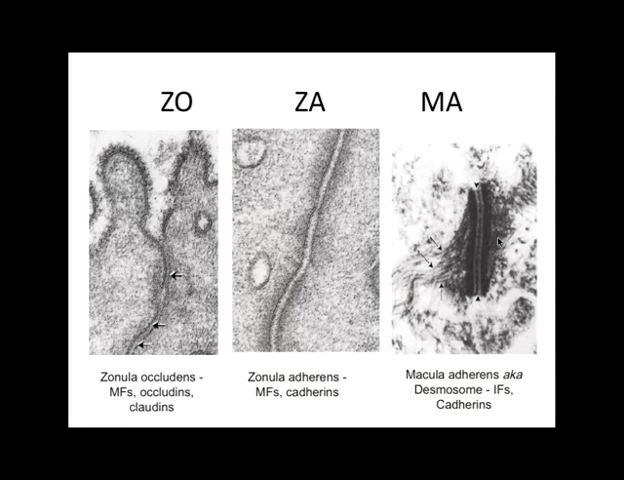 ZO
ZA
MA
Zonula occludens -
MFs, occludins,
claudins
Zonula adherens -
MFs, cadherins
Macula adherens aka
Desmosome - IFs,
Cadherins